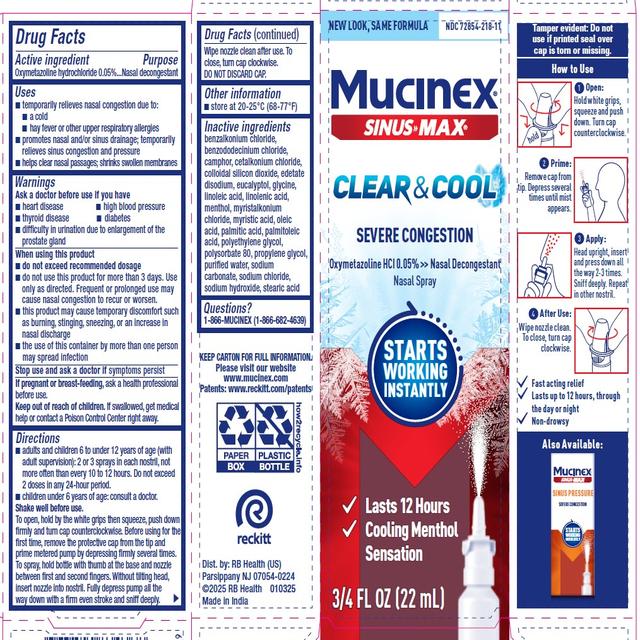 Drug Facts
Active ingredient Purpose
Oxymetazoline hydrochloride 0.05%...Nasal decongestant
Uses
■ temporarily relieves nasal congestion due to:
■ a cold
■ hay fever or other upper respiratory allergies
■ promotes nasal and/or sinus drainage; temporarily
relieves sinus congestion and pressure
■ helps clear nasal passages; shrinks swollen membranes
Warnings
Ask a doctor before use if you have
■ heart disease ■ high blood pressure
■ thyroid disease ■ diabetes
■ difficulty in urination due to enlargement of the
prostate gland
When using this product
■ do not exceed recommended dosage
■ do not use this product for more than 3 days. Use
only as directed. Frequent or prolonged use may
cause nasal congestion to recur or worsen.
■ this product may cause temporary discomfort such
as burning, stinging, sneezing, or an increase in
nasal discharge
■ the use of this container by more than one person
may spread infection
Stop use and ask a doctor if symptoms persist
If pregnant or breast-feeding, ask a health professional
before use.
Keep out of reach of children. If swallowed, get medical
help or contact a Poison Control Center right away.
Directions
■ adults and children 6 to under 12 years of age (with
adult supervision): 2 or 3 sprays in each nostril, not
more often than every 10 to 12 hours. Do not exceed
2 doses in any 24-hour period.
■ children under 6 years of age: consult a doctor.
Shake well before use.
To open, hold by the white grips then squeeze, push down
firmly and turn cap counterclockwise. Before using for the
first time, remove the protective cap from the tip and
prime metered pump by depressing firmly several times.
To spray, hold bottle with thumb at the base and nozzle
between first and second fingers. Without tilting head,
insert nozzle into nostril. Fully depress pump all the
way down with a firm even stroke and sniff deeply.
Drug Facts (continued)
Wipe nozzle clean after use. To
close, turn cap clockwise.
DO NOT DISCARD CAP.
Other information
■ store at 20-25°C (68-77°F)
Inactive ingredients
benzalkonium chloride,
benzododecinium chloride,
camphor, cetalkonium chloride,
colloidal silicon dioxide, edetate
disodium, eucalyptol, glycine,
linoleic acid, linolenic acid,
menthol, myristalkonium
chloride, myristic acid, oleic
acid, palmitic acid, palmitoleic
acid, polyethylene glycol,
polysorbate 80, propylene glycol,
purified water, sodium
carbonate, sodium chloride,
sodium hydroxide, stearic acid
Questions?
1-866-MUCINEX (1-866-682-4639)
KEEP CARTON FOR FULL INFORMATION.
Please visit our website
www.mucinex.com
Patents: www.reckitt.com/patents
PAPER
BOX
PLASTIC
BOTTLE
how2recycle.info
reckitt
Dist. by: RB Health (US)
Parsippany NJ 07054-0224
©2025 RB Health 010325
Made in India
NEW LOOK, SAME FORMULA
NDC 72854-218-11
Mucinex®
SINUS»MAX®
CLEAR & COOL
SEVERE CONGESTION
Oxymetazoline HCl 0.05% >> Nasal Decongestant
Nasal Spray
STARTS
WORKING
INSTANTLY
✓ Lasts 12 Hours
✓ Cooling Menthol
Sensation
3/4 FL OZ (22 mL)
Tamper evident: Do not
use if printed seal over
cap is torn or missing.
How to Use
1 Open:
Hold white grips,
squeeze and push
down. Turn cap
counterclockwise.
hold
2 Prime:
Remove cap from
tip. Depress several
times until mist
appears.
3 Apply:
Head upright, insert
and press down all
the way 2-3 times.
Sniff deeply. Repeat
in other nostril.
4 After Use:
Wipe nozzle clean.
To close, turn cap
clockwise.
✓ Fast acting relief
✓ Lasts up to 12 hours, through
the day or night
✓ Non-drowsy
Also Available:
Mucinex
SINUS-MAX
SINUS PRESSURE
SEVERE CONGESTION
STARTS
WORKING